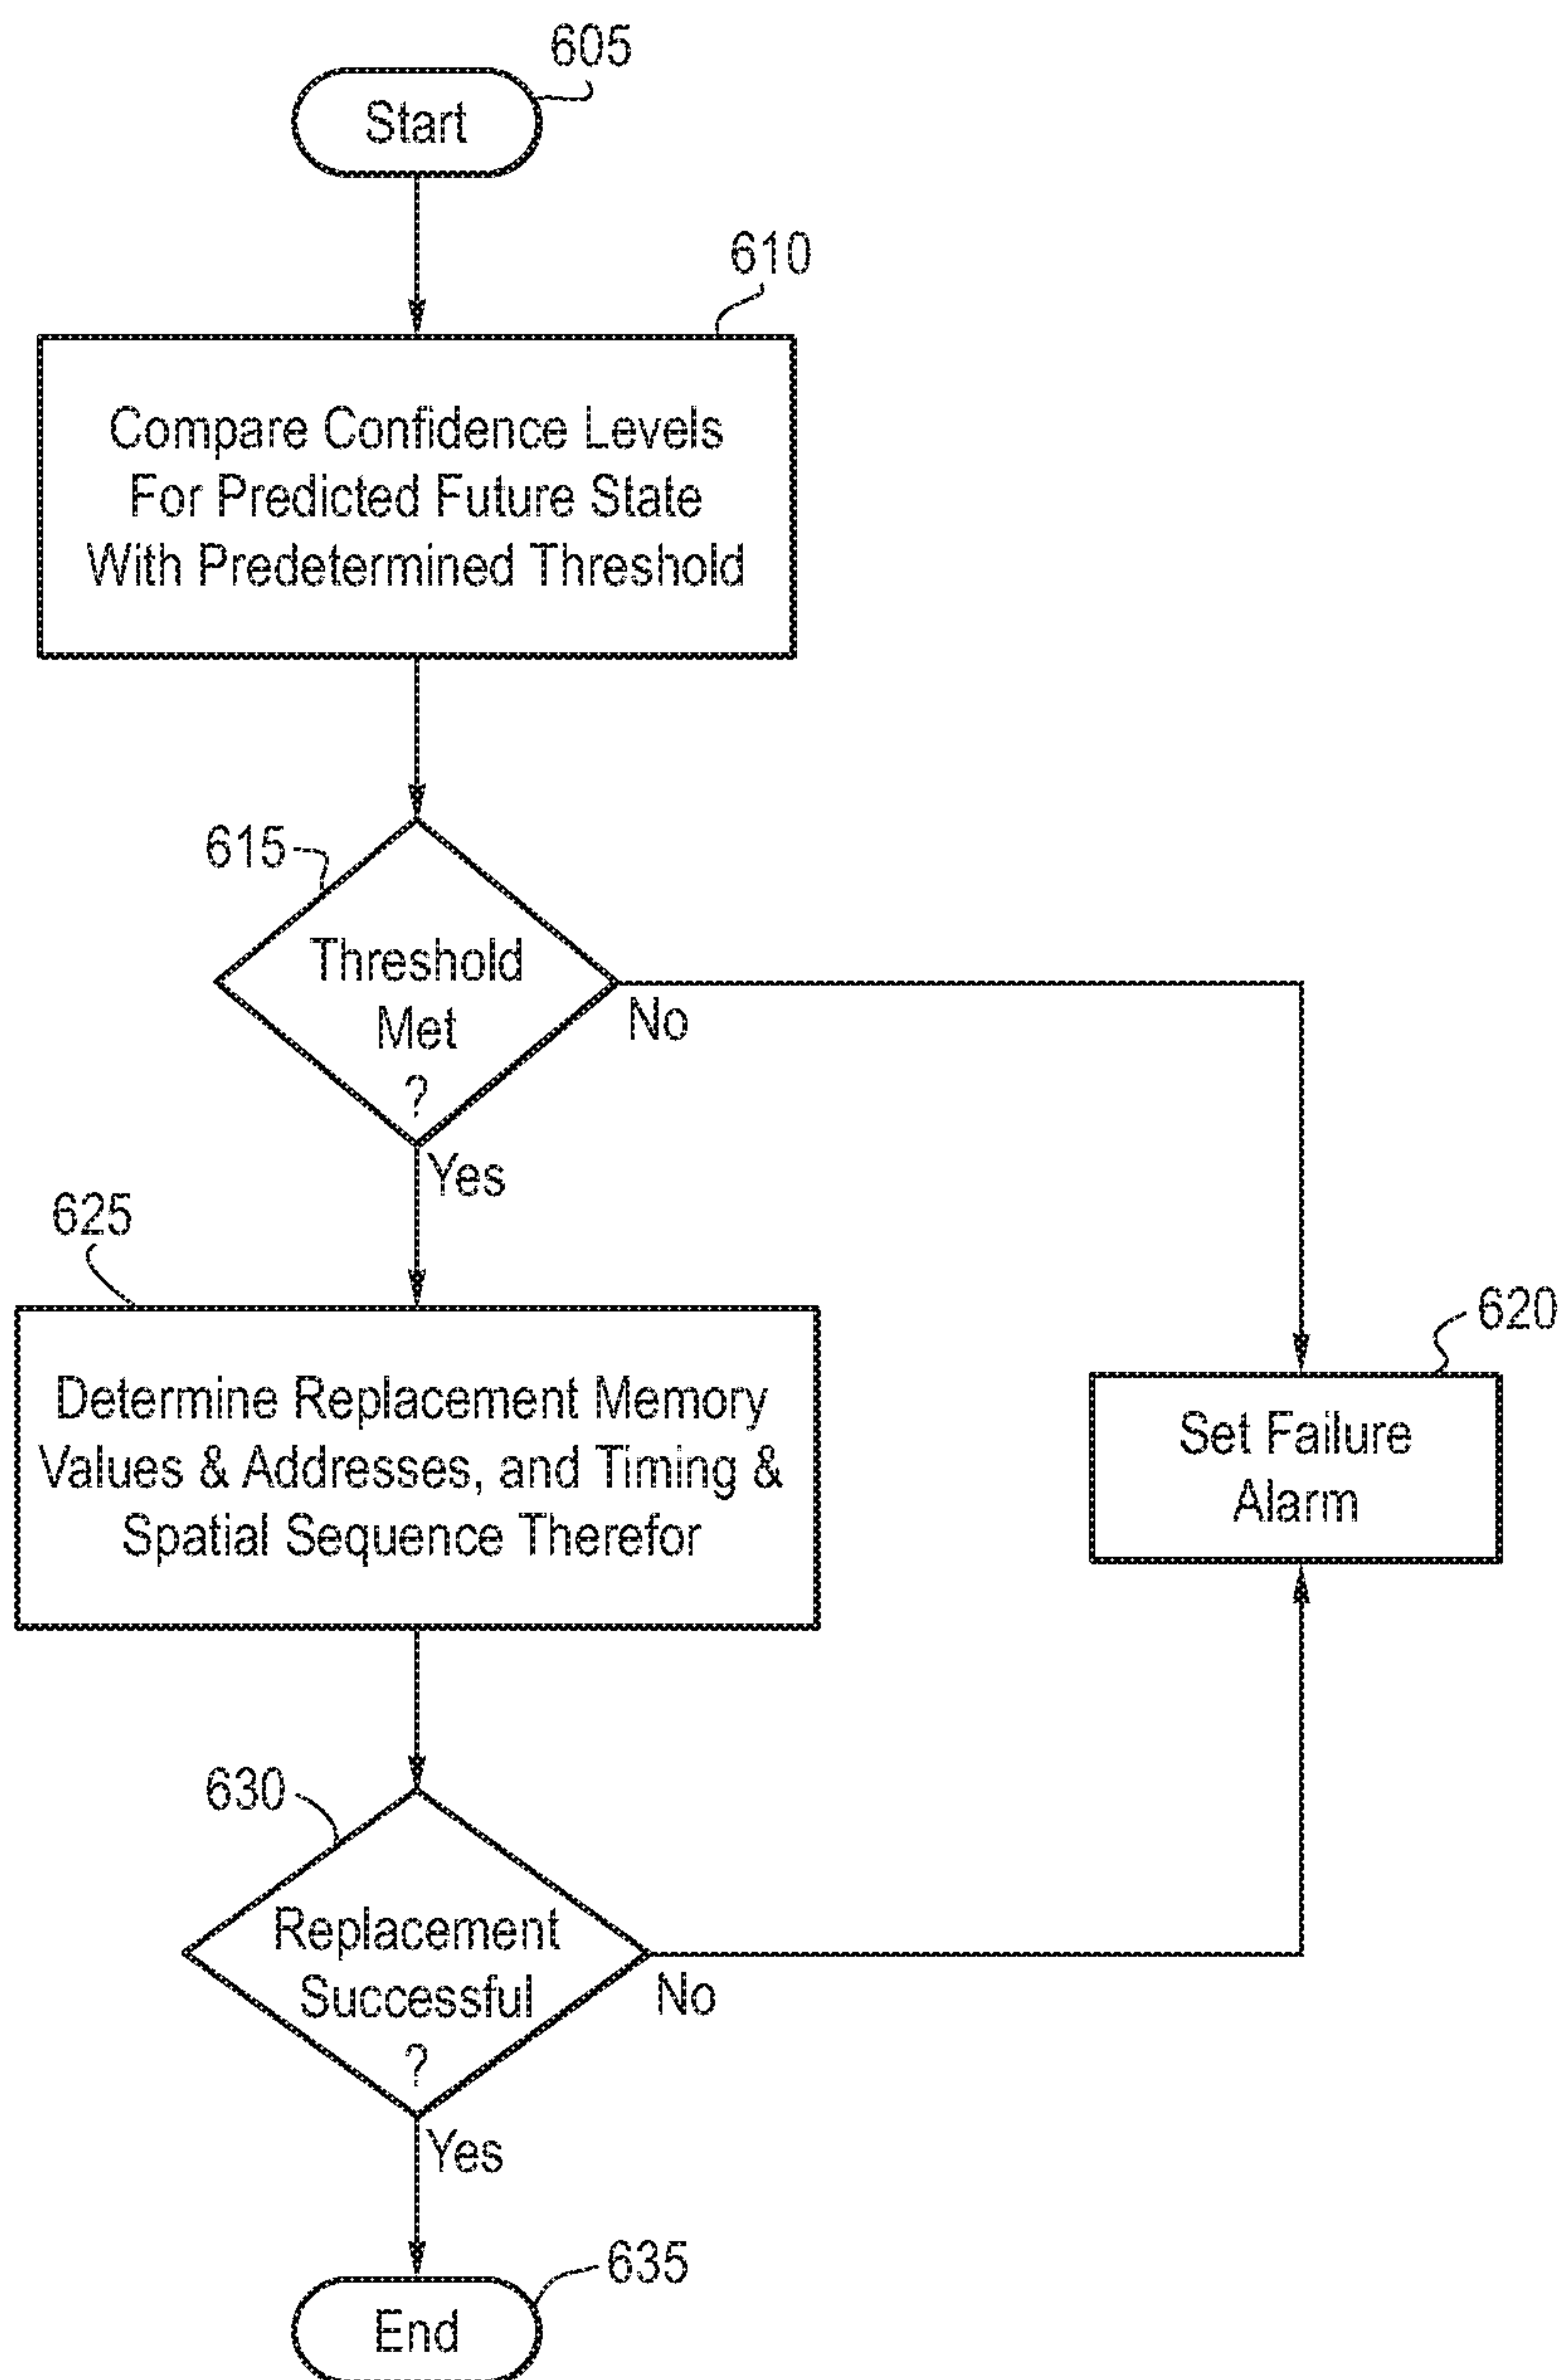 605
Start
610
Compare Confidence Levels
For Predicted Future State
With Predetermined Threshold
615
Threshold
Met
?
No
Yes
625
Determine Replacement Memory
Values & Addresses, and Timing &
Spatial Sequence Therefor
620
Set Failure
Alarm
630
Replacement
Successful
?
No
Yes
635
End